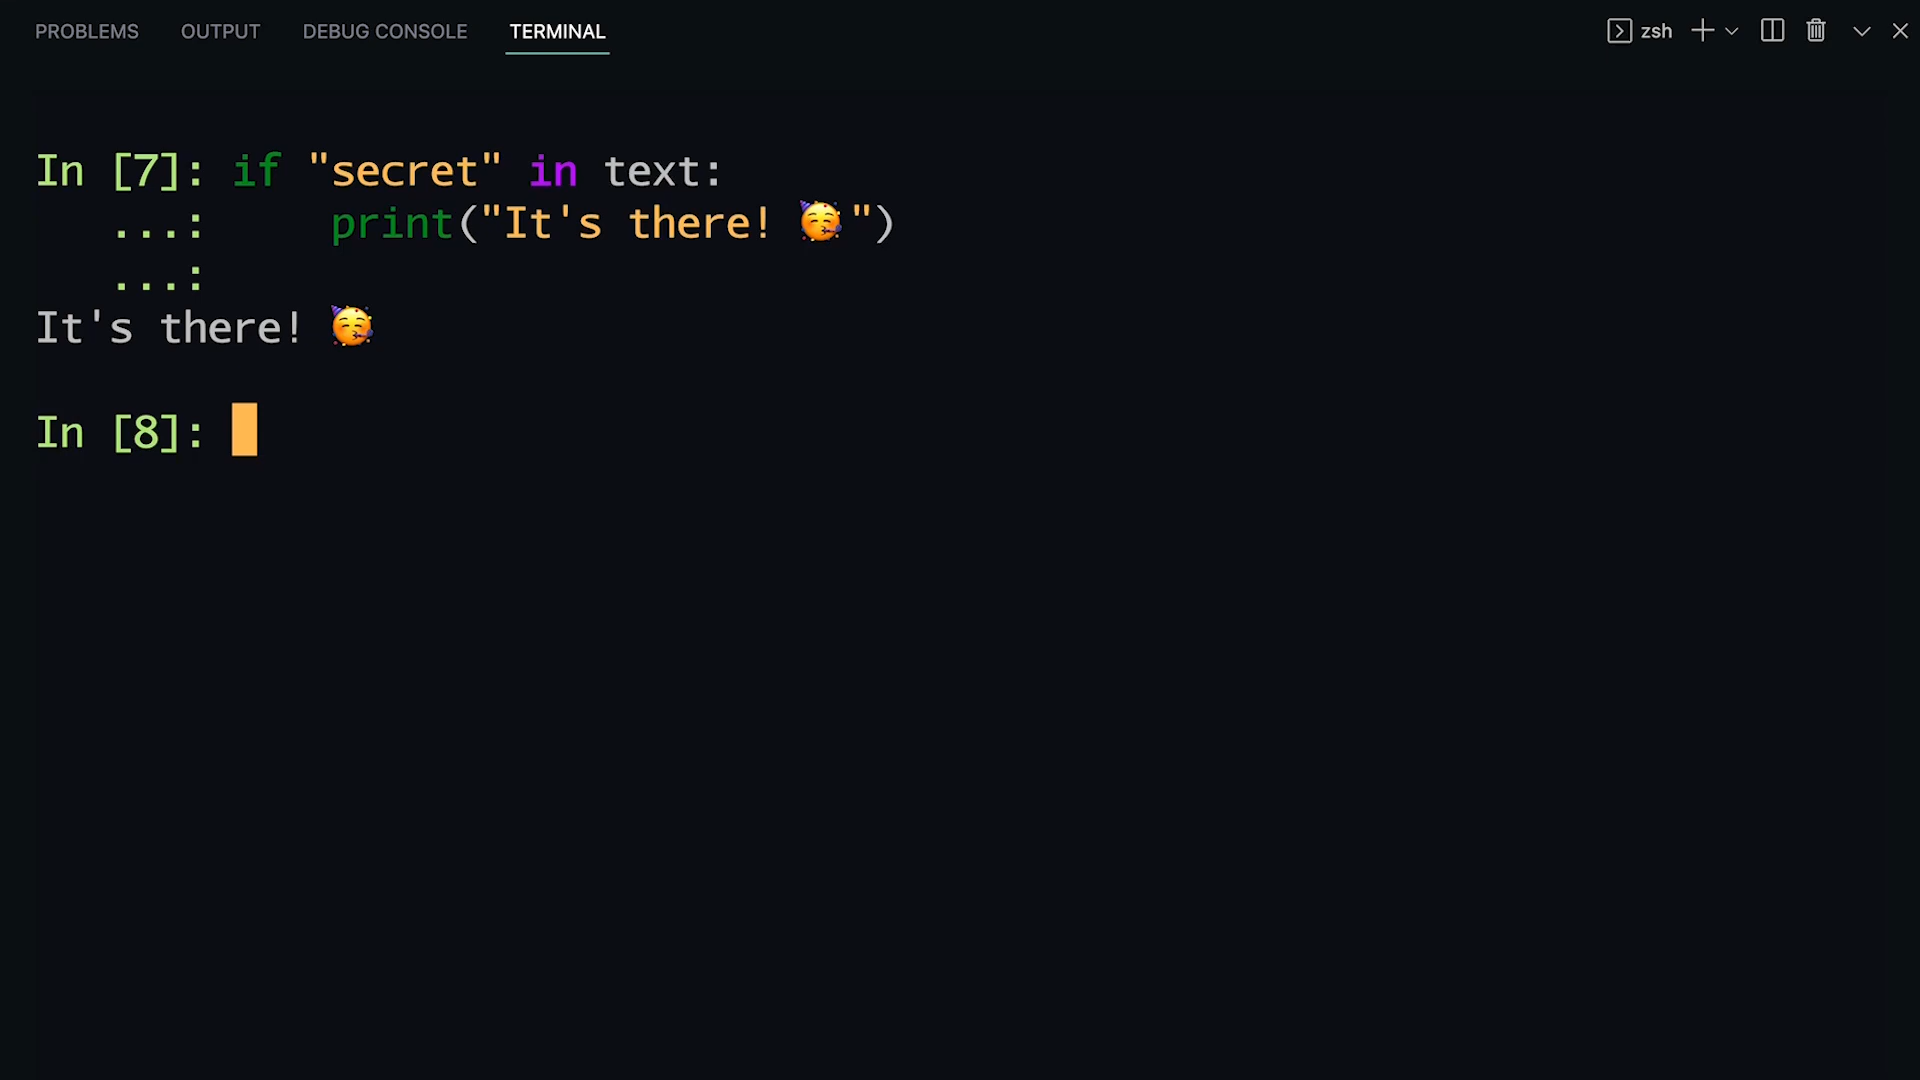 PROBLEMS OUTPUT DEBUG CONSOLE TERMINAL zsh
In [7]: if "secret" in text:
   ...:     print("It's there! 🥳")
   ...:
It's there! 🥳
In [8]: